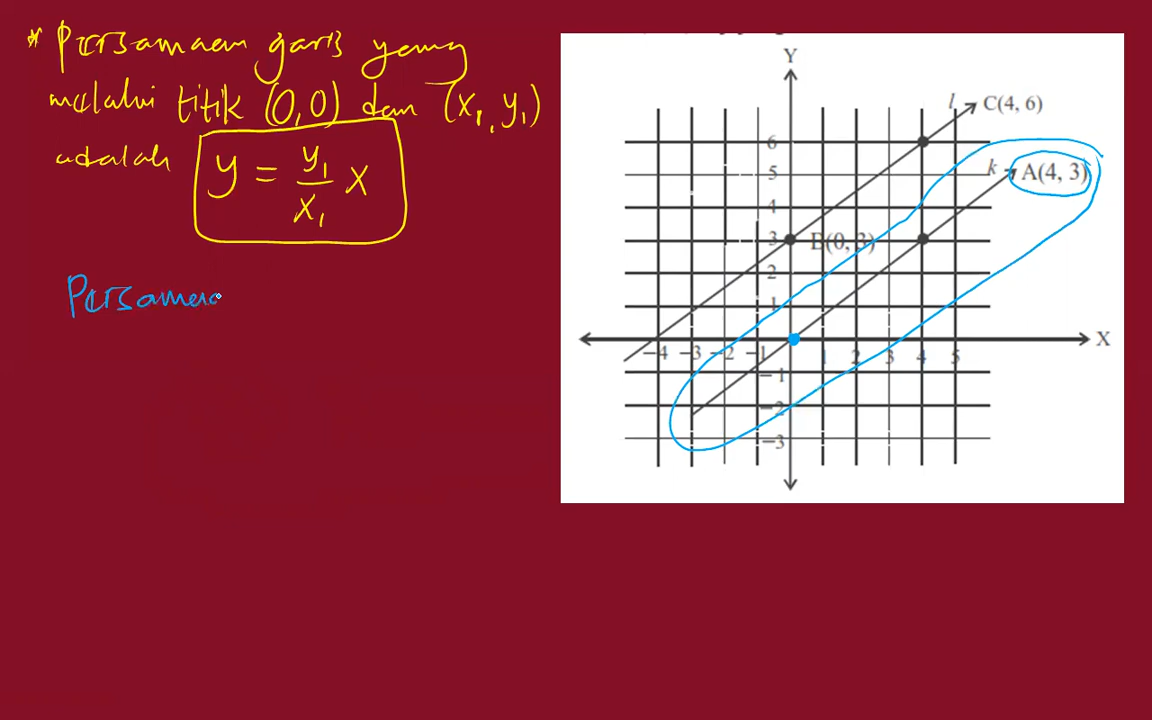 * Persamaan garis yang
melalui titik (0,0) dan (x₁, y₁)
adalah y = y₁/x₁ x
Persamaa
Y
l C(4, 6)
6
k A(4, 3)
5
4
3 B(0, 3)
2
1
-4 -3 -2 -1 1 2 3 4 5 X
-1
-2
-3